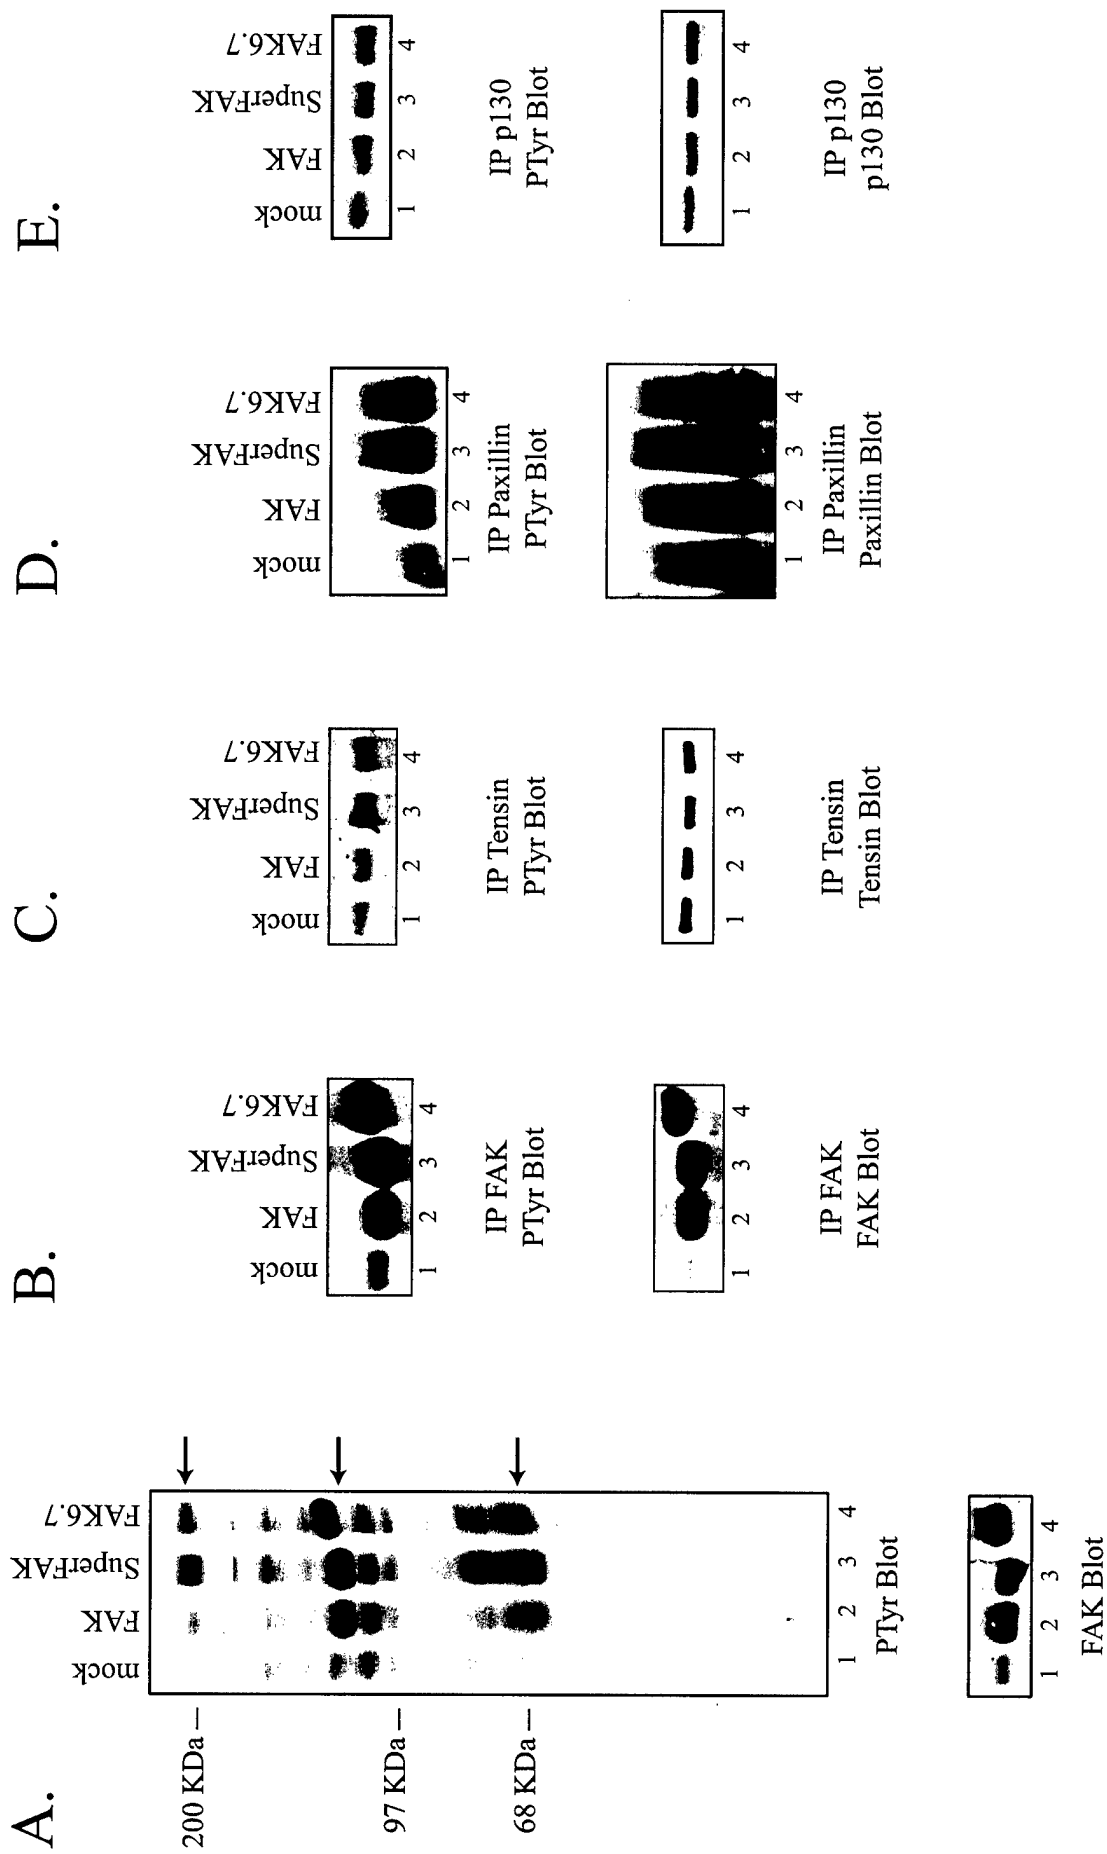 A.
mock FAK SuperFAK FAK6.7
200 KDa
97 KDa
68 KDa
1 2 3 4
PTyr Blot
1 2 3 4
FAK Blot
B.
mock FAK SuperFAK FAK6.7
1 2 3 4
IP FAK
PTyr Blot
1 2 3 4
IP FAK
FAK Blot
C.
mock FAK SuperFAK FAK6.7
1 2 3 4
IP Tensin
PTyr Blot
1 2 3 4
IP Tensin
Tensin Blot
D.
mock FAK SuperFAK FAK6.7
1 2 3 4
IP Paxillin
PTyr Blot
1 2 3 4
IP Paxillin
Paxillin Blot
E.
mock FAK SuperFAK FAK6.7
1 2 3 4
IP p130
PTyr Blot
1 2 3 4
IP p130
p130 Blot